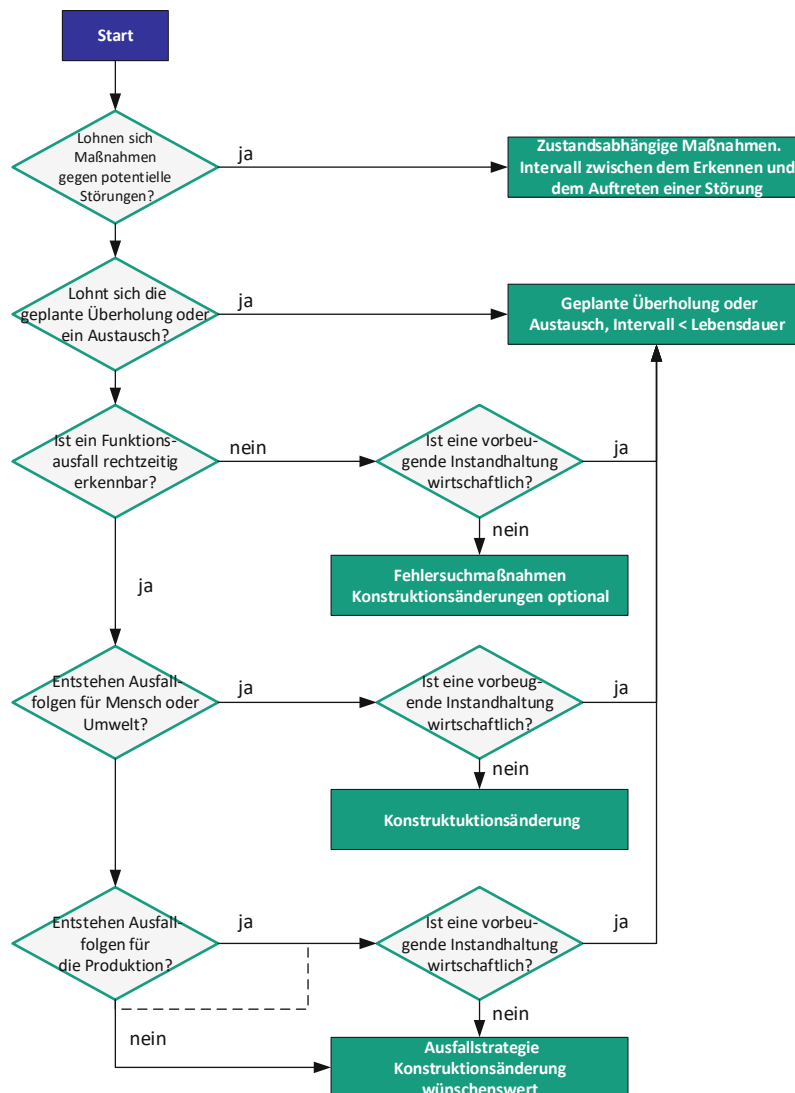 Start
Lohnen sich
Maßnahmen
gegen potentielle
Störungen?
ja
Zustandsabhängige Maßnahmen.
Intervall zwischen dem Erkennen und
dem Auftreten einer Störung
Lohnt sich die
geplante Überholung oder
ein Austausch?
ja
Geplante Überholung oder
Austausch, Intervall < Lebensdauer
Ist ein Funktions-
ausfall rechtzeitig
erkennbar?
nein
Ist eine vorbeu-
gende Instandhaltung
wirtschaftlich?
ja
nein
Fehlersuchmaßnahmen
Konstruktionsänderungen optional
ja
Entstehen Ausfall-
folgen für Mensch oder
Umwelt?
ja
Ist eine vorbeug-
ende Instandhaltung
wirtschaftlich?
ja
nein
Konstruktuktionsänderung
Entstehen Ausfall-
folgen für
die Produktion?
ja
Ist eine vorbeu-
gende Instandhaltung
wirtschaftlich?
ja
nein
nein
Ausfallstrategie
Konstruktionsänderung
wünschenswert